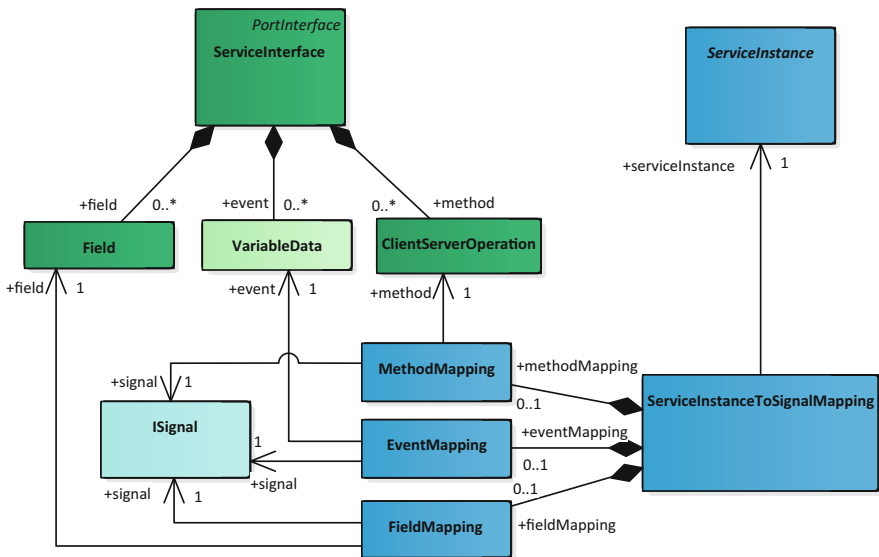 PortInterface
ServiceInterface
ServiceInstance
+serviceInstance
1
+field
0..*
+event
0..*
0..*
+method
Field
VariableData
ClientServerOperation
+field
1
+event
1
+method
1
MethodMapping
+methodMapping
0..1
+signal
1
ISignal
ServiceInstanceToSignalMapping
EventMapping
+eventMapping
0..1
1
+signal
+signal
1
FieldMapping
0..1
+fieldMapping